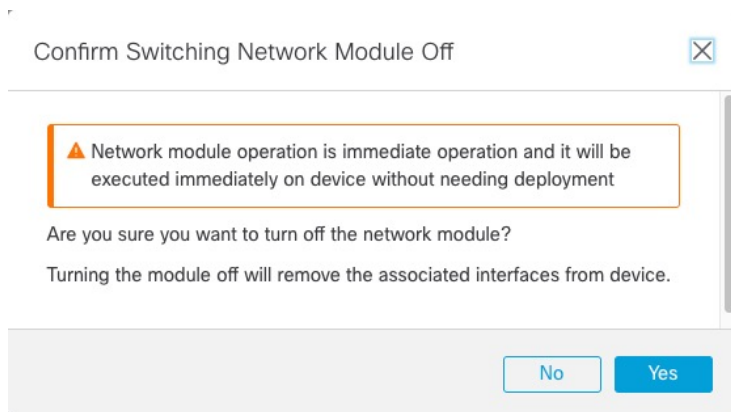 Confirm Switching Network Module Off
Network module operation is immediate operation and it will be
executed immediately on device without needing deployment
Are you sure you want to turn off the network module?
Turning the module off will remove the associated interfaces from device.
No
Yes